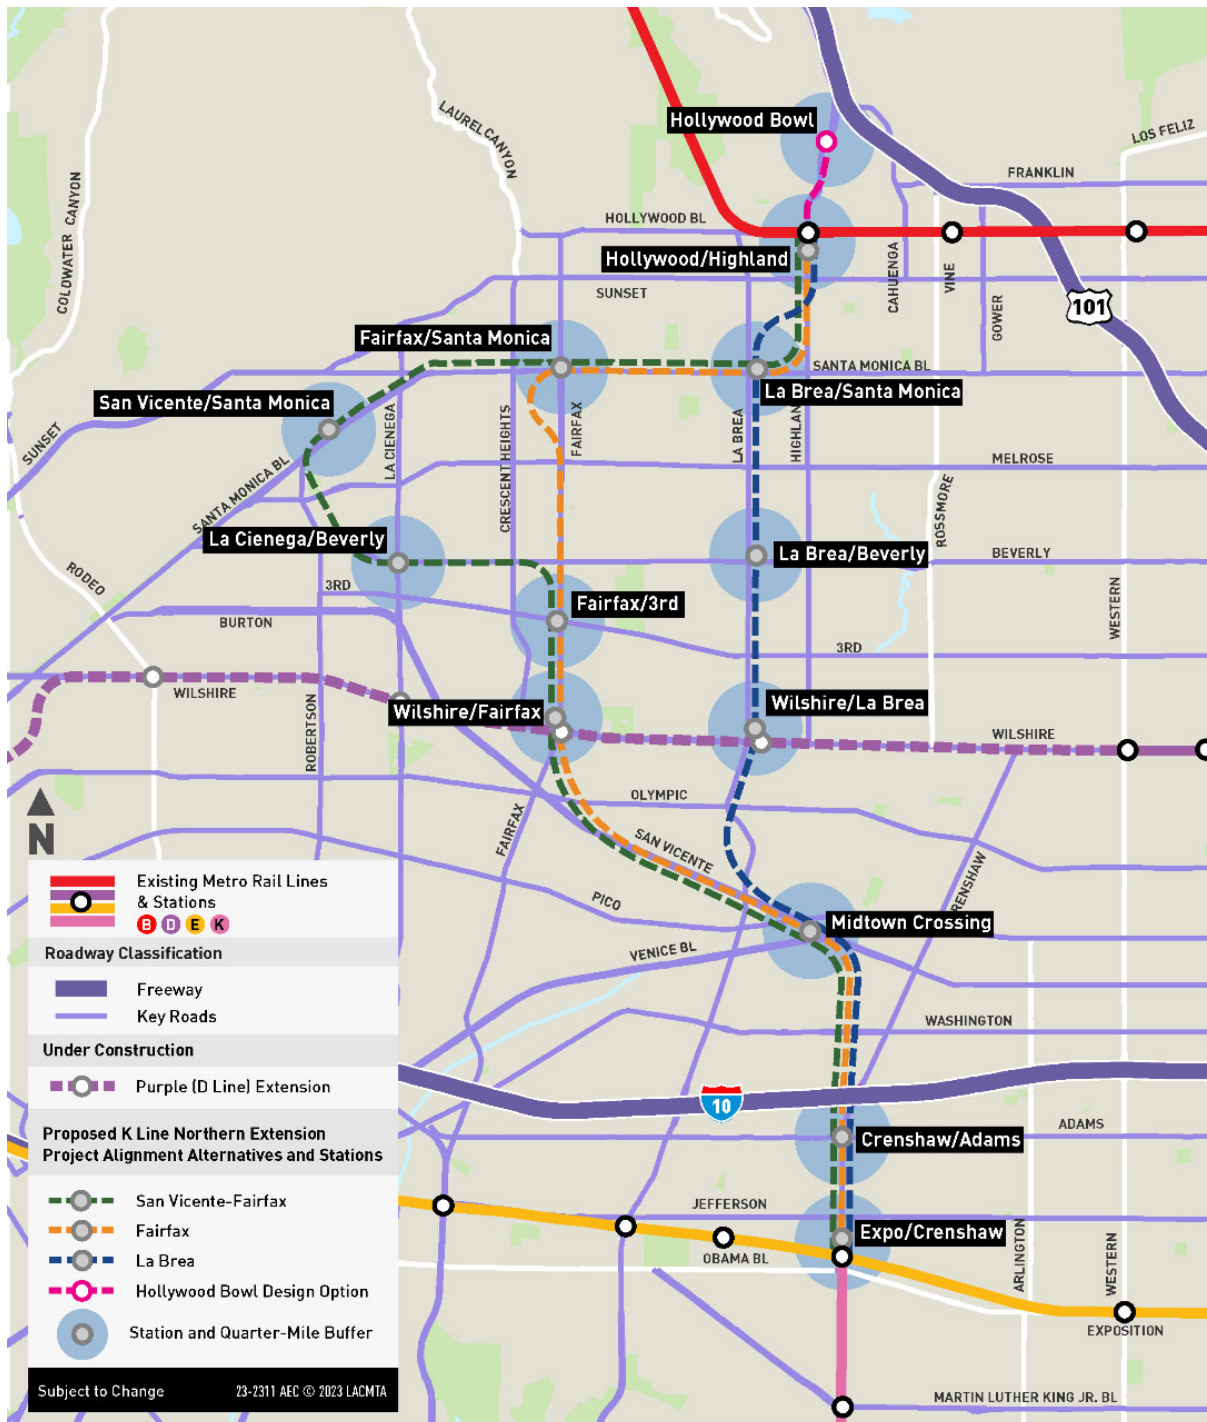 LAUREL CANYON
COLDWATER CANYON
Hollywood Bowl
LOS FELIZ
FRANKLIN
HOLLYWOOD BL
Hollywood/Highland
CAHUENGA
VINE
GOWER
SUNSET
101
Fairfax/Santa Monica
SANTA MONICA BL
La Brea/Santa Monica
San Vicente/Santa Monica
SUNSET
LA CIENEGA
CRESCENT HEIGHTS
FAIRFAX
LA BREA
HIGHLAN
MELROSE
SANTA MONICA BL
ROSSMORE
La Cienega/Beverly
La Brea/Beverly
BEVERLY
RODEO
3RD
Fairfax/3rd
WESTERN
BURTON
3RD
WILSHIRE
Wilshire/Fairfax
Wilshire/La Brea
WILSHIRE
ROBERTSON
OLYMPIC
FAIRFAX
SAN VICENTE
RENSHAW
PICO
Midtown Crossing
VENICE BL
WASHINGTON
10
Crenshaw/Adams
ADAMS
JEFFERSON
Expo/Crenshaw
OBAMA BL
ARLINGTON
WESTERN
EXPOSITION
MARTIN LUTHER KING JR. BL
N
Existing Metro Rail Lines
& Stations
B D E K
Roadway Classification
Freeway
Key Roads
Under Construction
Purple (D Line) Extension
Proposed K Line Northern Extension
Project Alignment Alternatives and Stations
San Vicente-Fairfax
Fairfax
La Brea
Hollywood Bowl Design Option
Station and Quarter-Mile Buffer
Subject to Change 23-2311 AEC © 2023 LACMTA